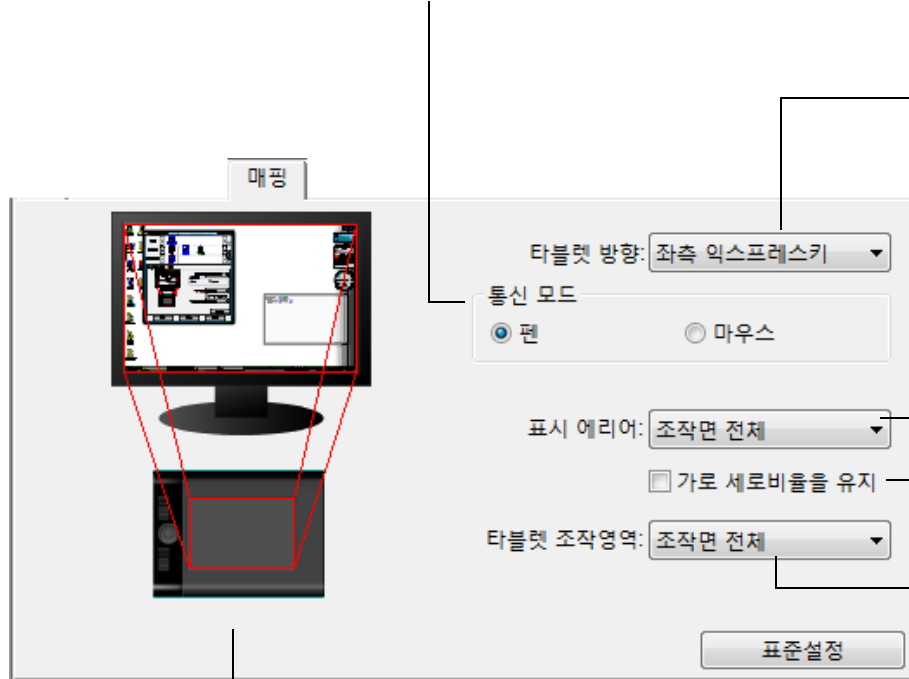 매핑
타블렛 방향: 좌측 익스프레스키
통신 모드
펜 마우스
표시 에리어: 조작면 전체
가로 세로비율을 유지
타블렛 조작영역: 조작면 전체
표준설정